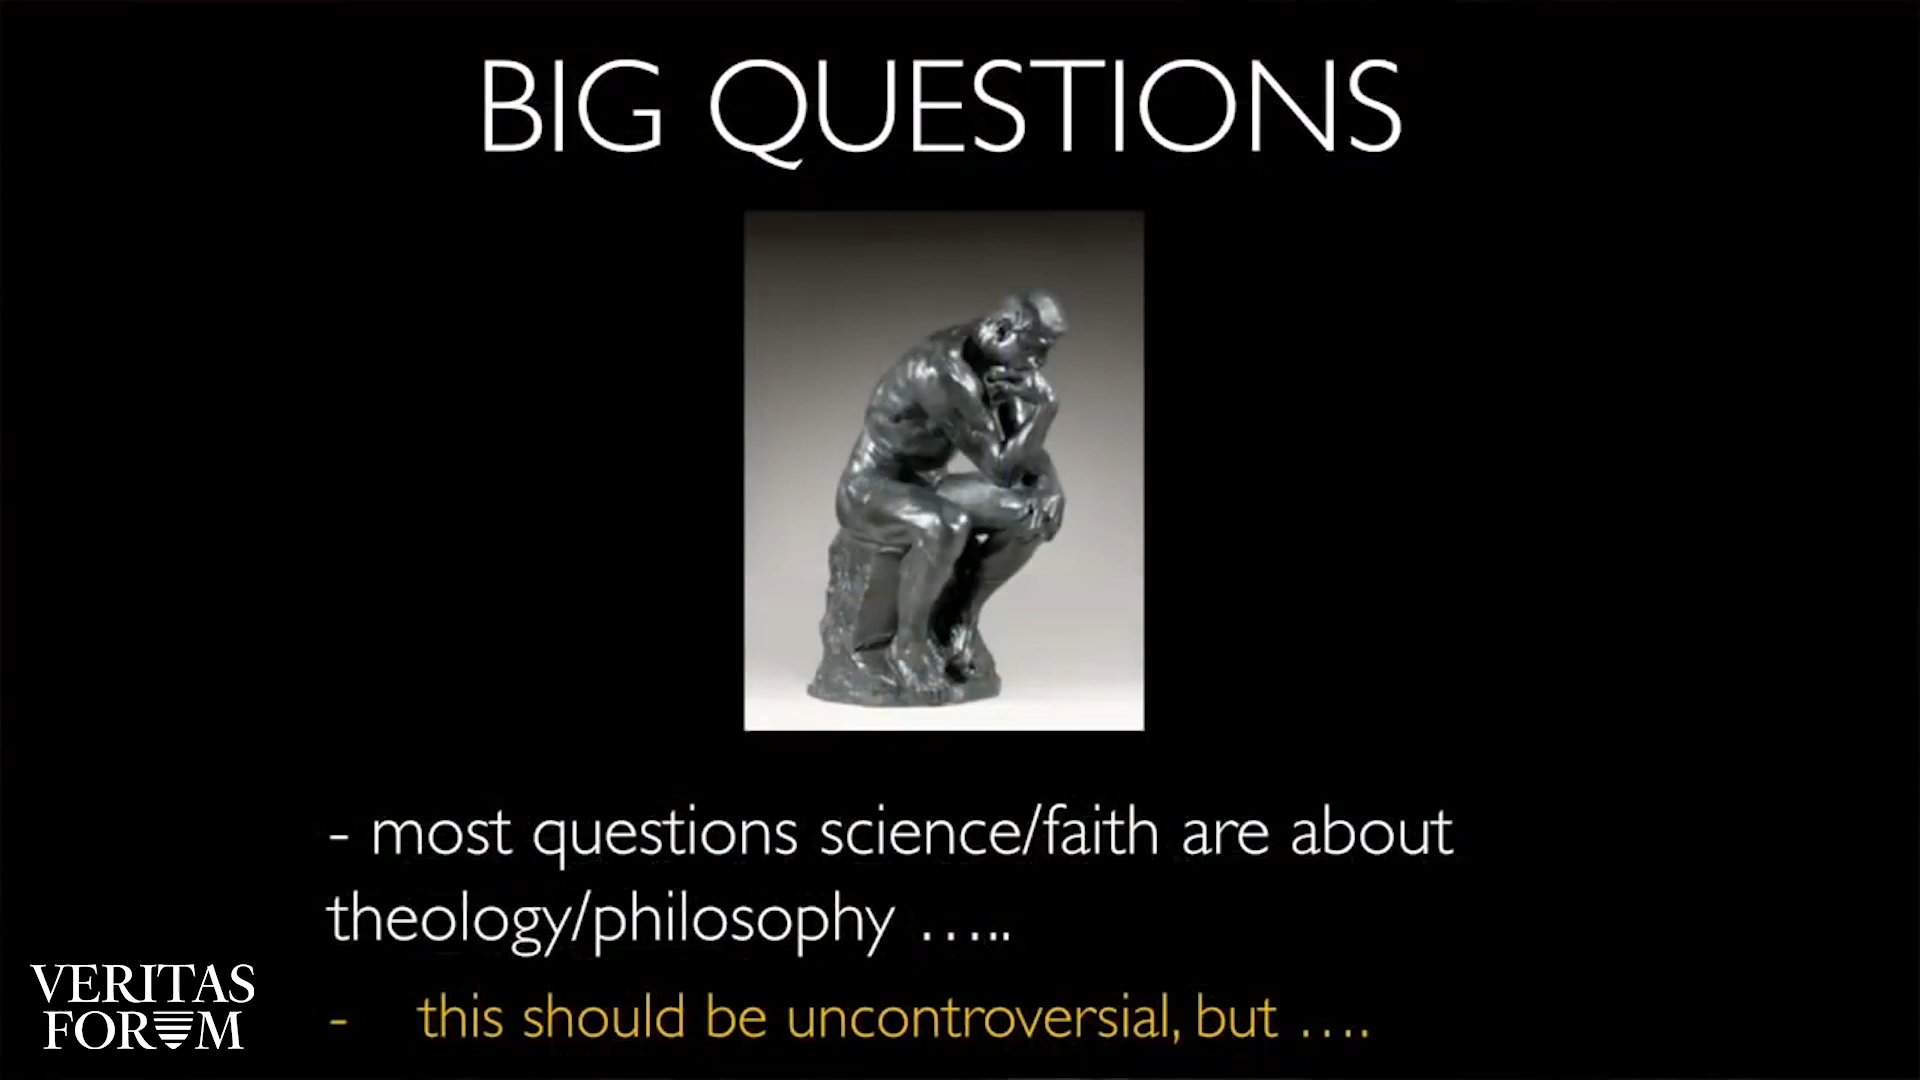 BIG QUESTIONS
- most questions science/faith are about
theology/philosophy .....
- this should be uncontroversial, but ....
VERITAS
FORUM